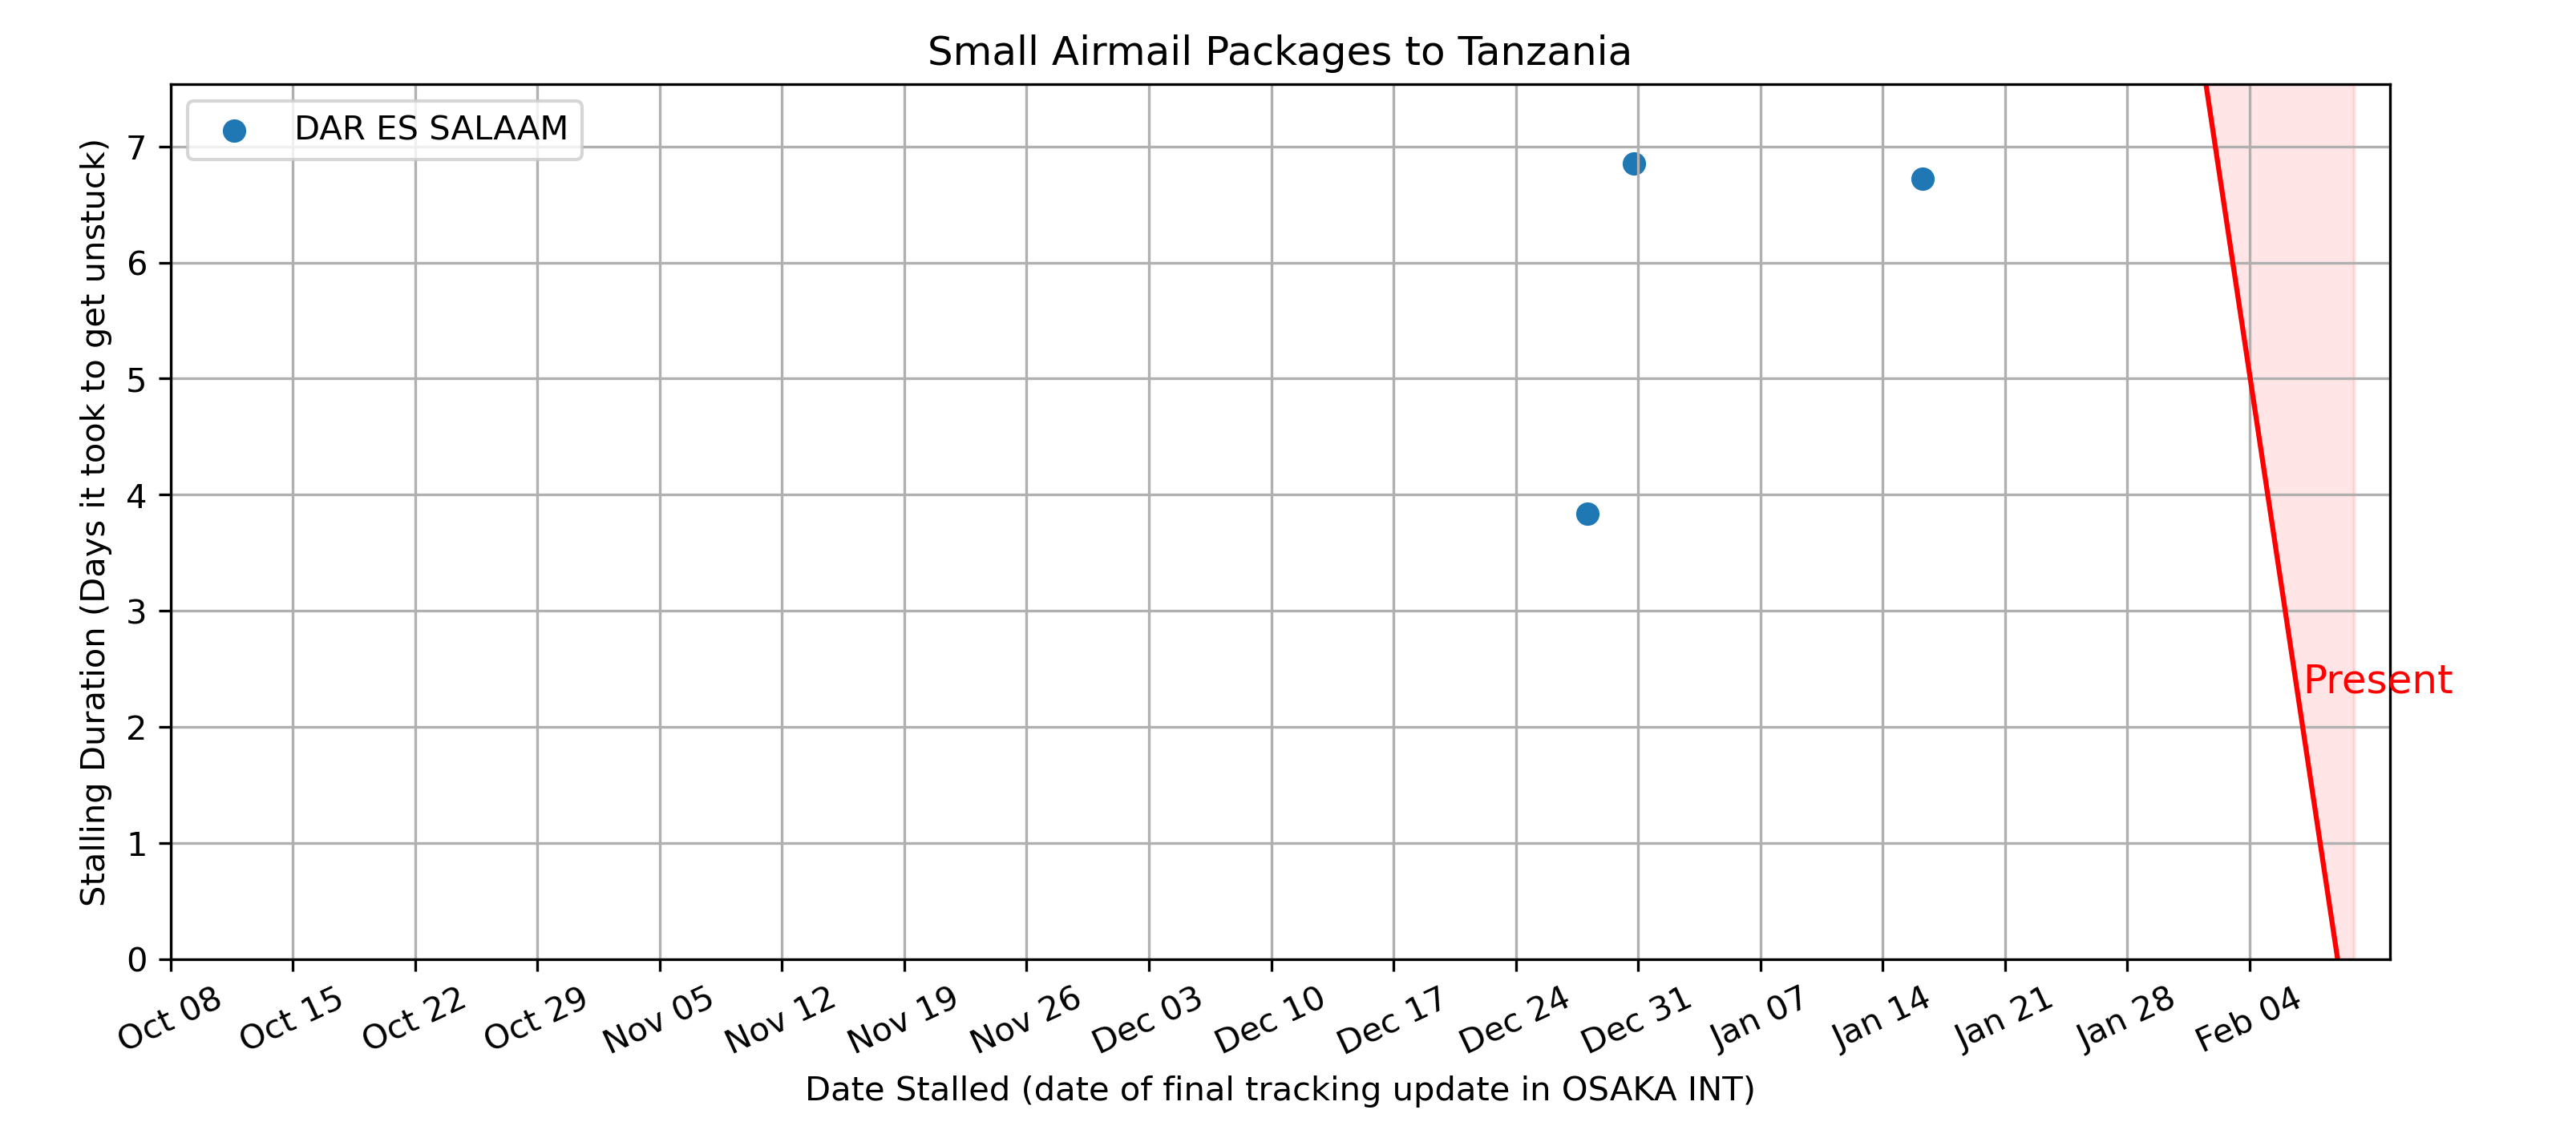 Small Airmail Packages to Tanzania
DAR ES SALAAM
Stalling Duration (Days it took to get unstuck)
7
6
5
4
3
2
1
0
Present
Oct 08
Oct 15
Oct 22
Oct 29
Nov 05
Nov 12
Nov 19
Nov 26
Dec 03
Dec 10
Dec 17
Dec 24
Dec 31
Jan 07
Jan 14
Jan 21
Jan 28
Feb 04
Date Stalled (date of final tracking update in OSAKA INT)